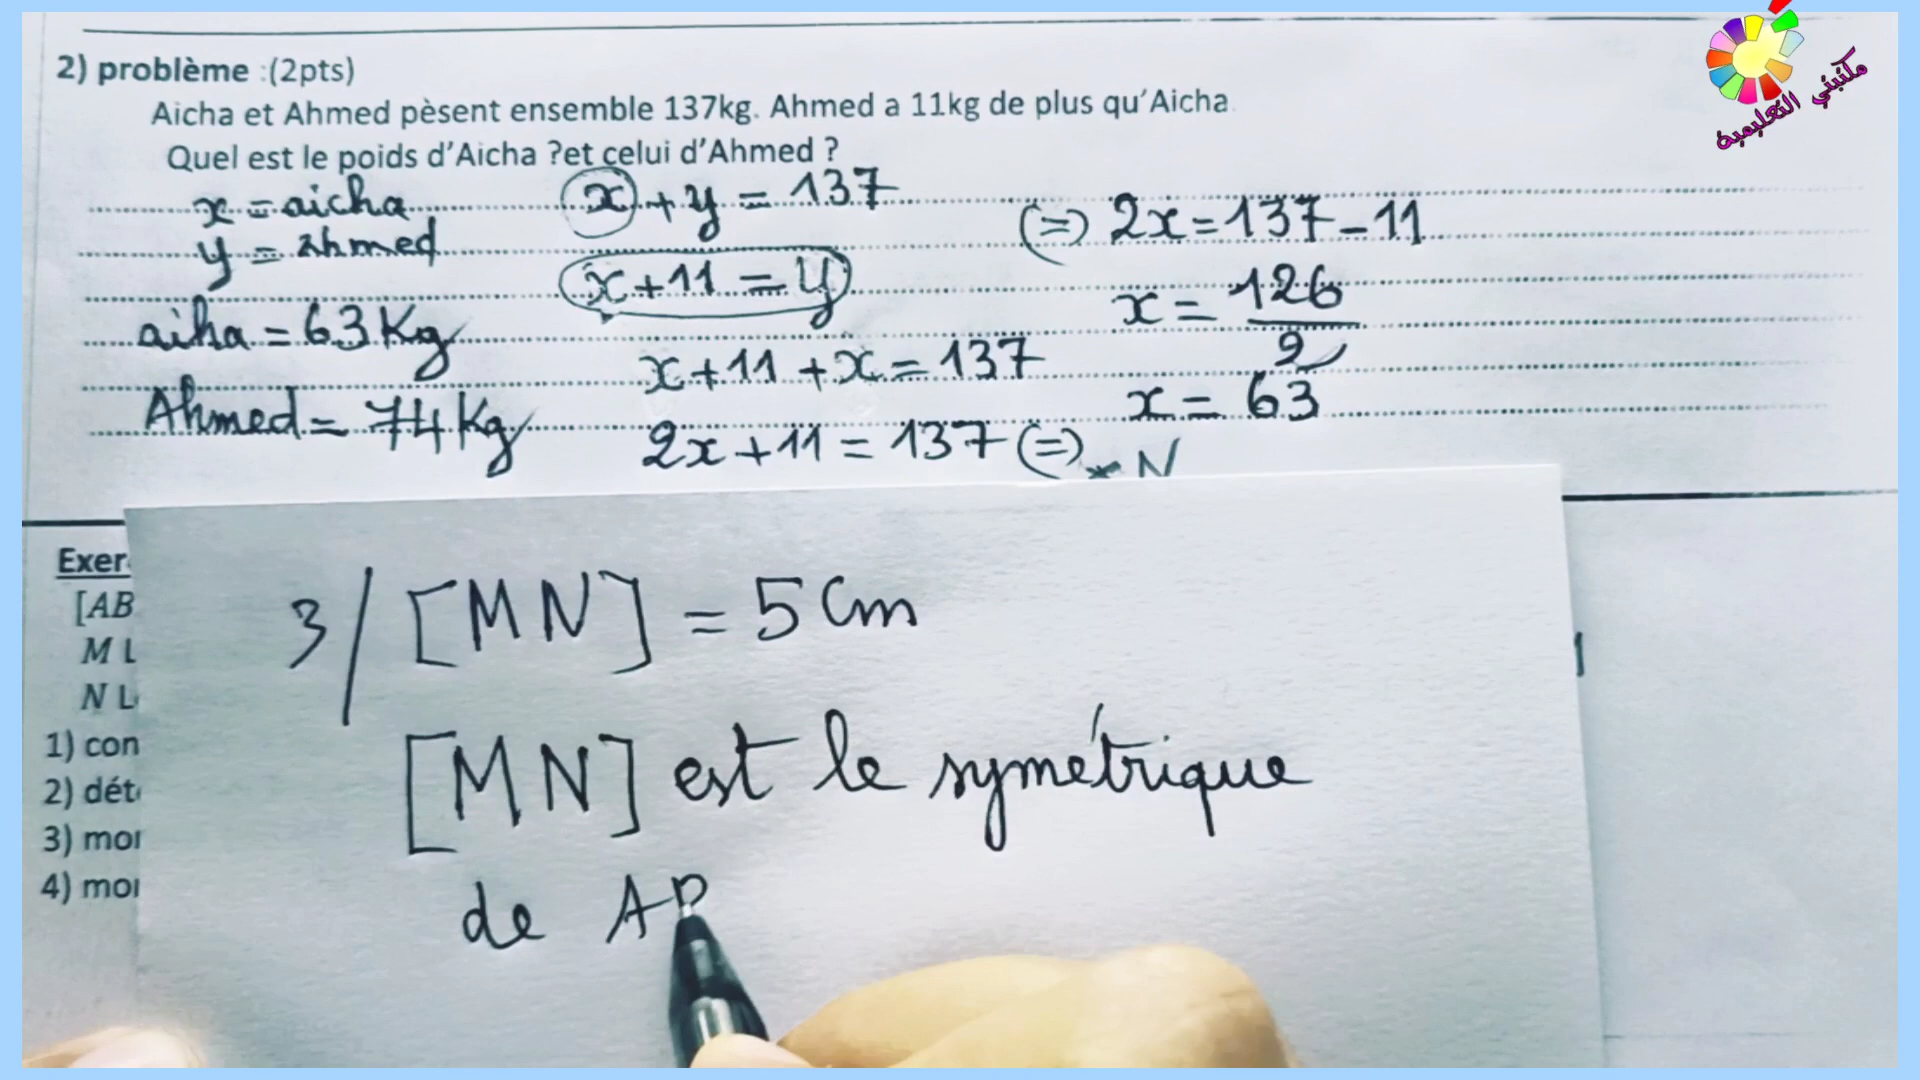 2) problème :(2pts)
Aicha et Ahmed pèsent ensemble 137kg. Ahmed a 11kg de plus qu'Aicha.
Quel est le poids d'Aicha ?et celui d'Ahmed ?
x = aicha
y = Ahmed
aiha = 63 Kg
Ahmed = 74 Kg
x + y = 137
x + 11 = y
x + 11 + x = 137
2x + 11 = 137 (=)
(=) 2x = 137 - 11
x = 126/2
x = 63
N
Exer
[AB
M L
N L
1) con
2) dét
3) mon
4) mon
3/ [MN] = 5 Cm
[MN] est le symétrique
de AB
مكتبتي التعليمية